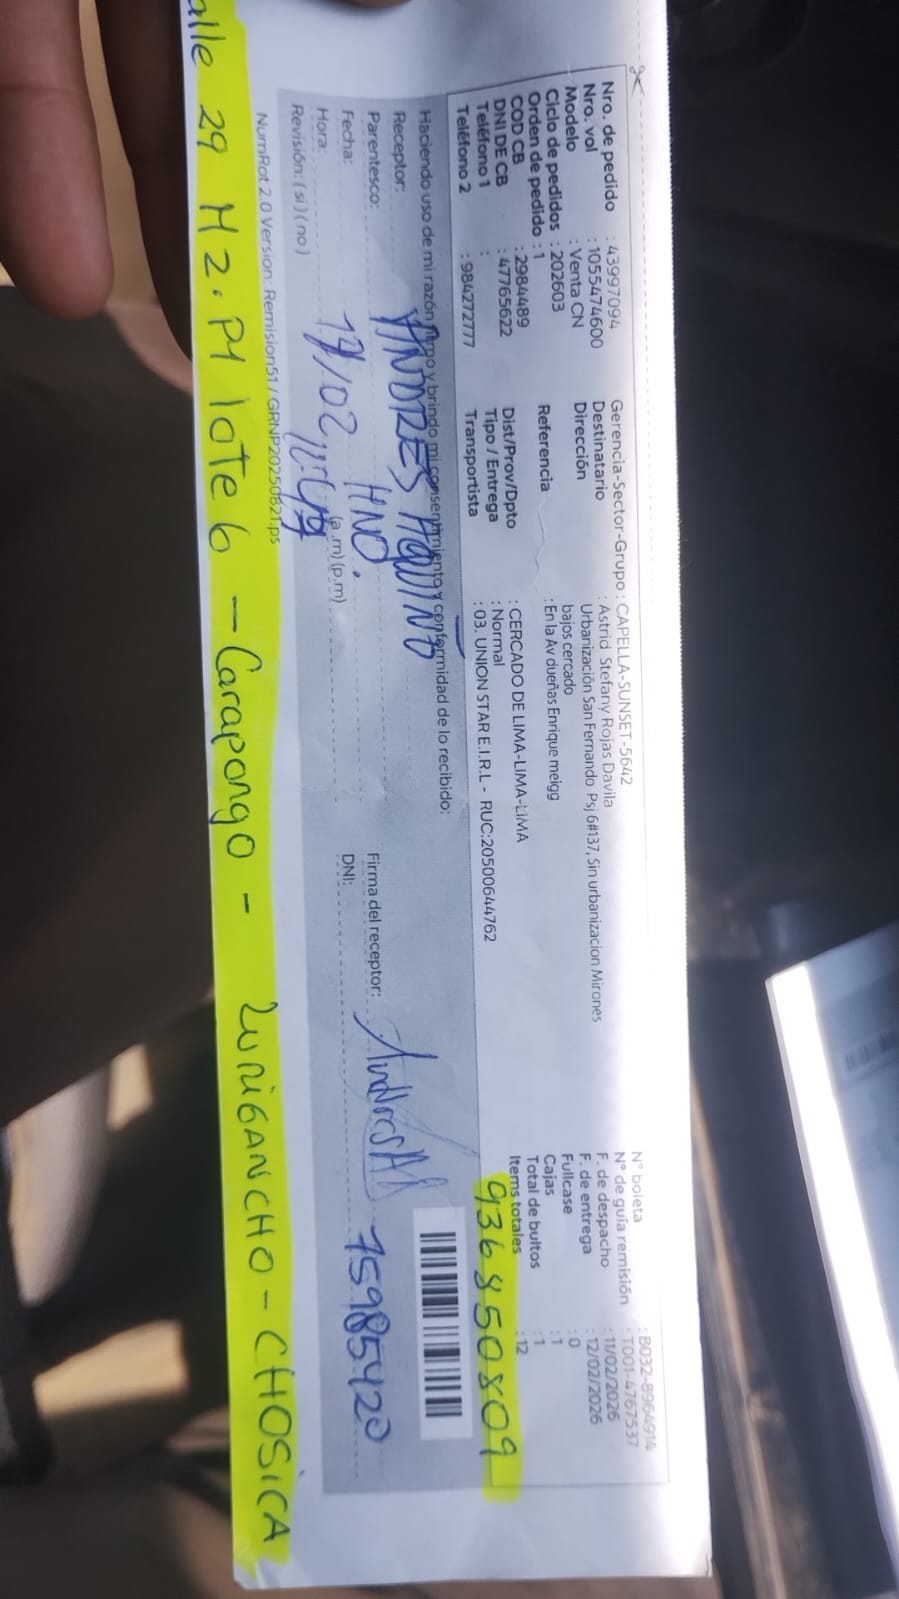 Nro. de pedido : 43997094
Nro. vol : 1055474600
Modelo : Venta CN
Ciclo de pedidos : 202603
Orden de pedido : 1
COD CB : 2984489
DNI DE CB : 47765622
Teléfono 1 :
Teléfono 2 : 984272777
Gerencia-Sector-Grupo : CAPELLA-SUNSET -5642
Destinatario : Astrid Stefany Rojas Davila
Dirección : Urbanización San Fernando Psj 6#137, Sin urbanizacion Mirones
bajos cercado
Referencia : En la Av dueñas Enrique meigg
Dist/Prov/Dpto : CERCADO DE LIMA-LIMA-LIMA
Tipo / Entrega : Normal
Transportista : 03. UNION STAR E.I.R.L - RUC:20500644762
N° boleta : B032-8964914
N° de guía remisión : T001-4767537
F. de despacho : 11/02/2026
F. de entrega : 12/02/2026
Fullcase : 0
Cajas : 1
Total de bultos : 1
Items totales : 12
936850809
Haciendo uso de mi razón firmo y brindo mi consentimiento y conformidad de lo recibido:
Receptor: ANDRES AQUINO
Parentesco: HNO.
Fecha: 17/02
Hora: (a.m) (p.m)
Revisión: (si) (no)
Firma del receptor:
DNI: 75985420
NumRot 2.0 Version: Remision51 / GRNP20250821.ps
alle 29 Mz. P1 lote 6 - Carapongo - LURIGANCHO - CHOSICA